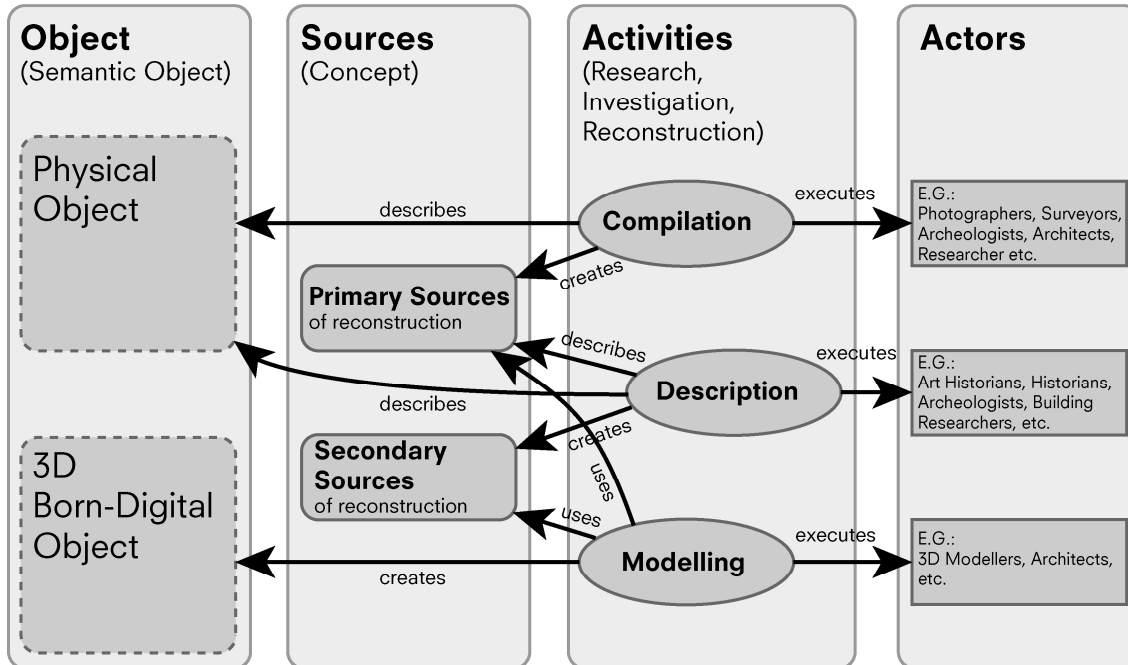 Object
(Semantic Object)
Physical
Object
3D
Born-Digital
Object
Sources
(Concept)
describes
creates
Primary Sources
of reconstruction
describes
describes
creates
Secondary
Sources
of reconstruction
uses
uses
creates
Activities
(Research,
Investigation,
Reconstruction)
Compilation
Description
Modelling
executes
executes
executes
Actors
E.G.:
Photographers, Surveyors,
Archeologists, Architects,
Researcher etc.
E.G.:
Art Historians, Historians,
Archeologists, Building
Researchers, etc.
E.G.:
3D Modellers, Architects,
etc.